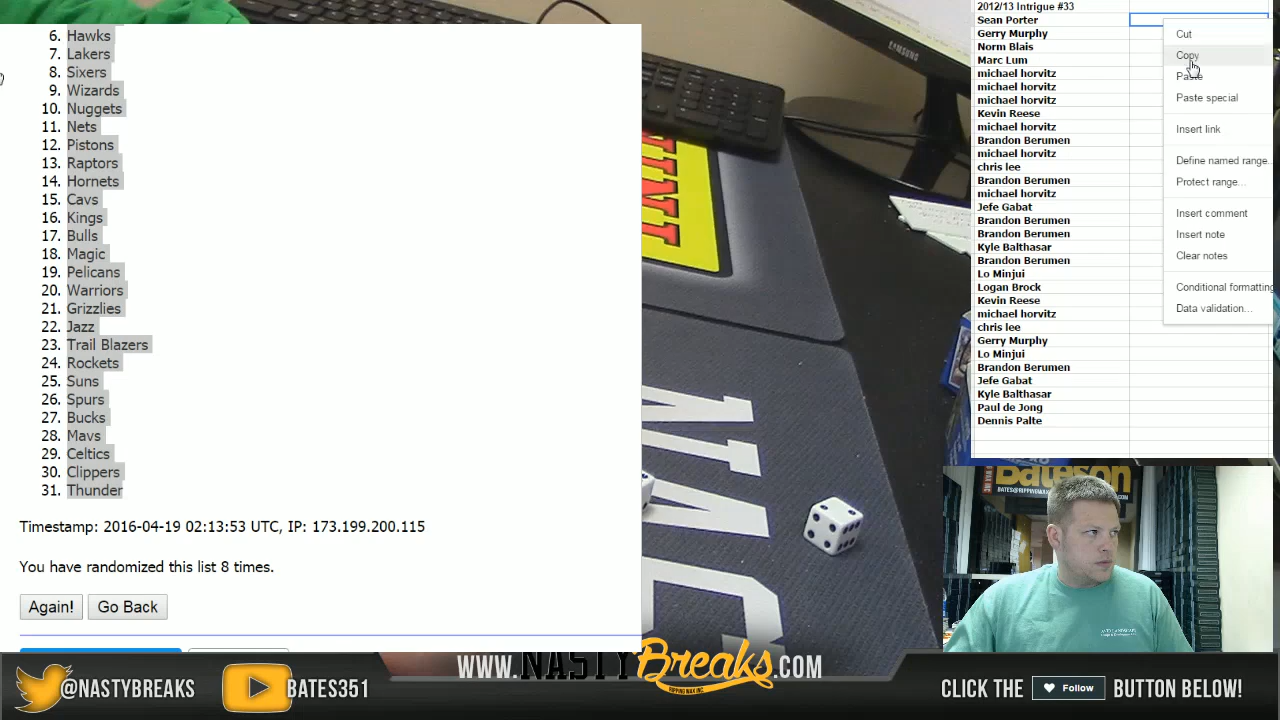 6. Hawks
7. Lakers
8. Sixers
9. Wizards
10. Nuggets
11. Nets
12. Pistons
13. Raptors
14. Hornets
15. Cavs
16. Kings
17. Bulls
18. Magic
19. Pelicans
20. Warriors
21. Grizzlies
22. Jazz
23. Trail Blazers
24. Rockets
25. Suns
26. Spurs
27. Bucks
28. Mavs
29. Celtics
30. Clippers
31. Thunder
Timestamp: 2016-04-19 02:13:53 UTC, IP: 173.199.200.115
You have randomized this list 8 times.
Again! Go Back
SAMSUNG
2012/13 Intrigue #33
Sean Porter
Gerry Murphy
Norm Blais
Marc Lum
michael horvitz
michael horvitz
michael horvitz
Kevin Reese
michael horvitz
Brandon Berumen
michael horvitz
chris lee
Brandon Berumen
michael horvitz
Jefe Gabat
Brandon Berumen
Brandon Berumen
Kyle Balthasar
Brandon Berumen
Lo Minjui
Logan Brock
Kevin Reese
michael horvitz
chris lee
Gerry Murphy
Lo Minjui
Brandon Berumen
Jefe Gabat
Kyle Balthasar
Paul de Jong
Dennis Palte
Cut
Copy
Paste
Paste special
Insert link
Define named range...
Protect range...
Insert comment
Insert note
Clear notes
Conditional formatting
Data validation...
Bateson
@NASTYBREAKS
BATES351
WWW.NASTYBreaks.COM
RIPPING WAX INC
CLICK THE Follow BUTTON BELOW!